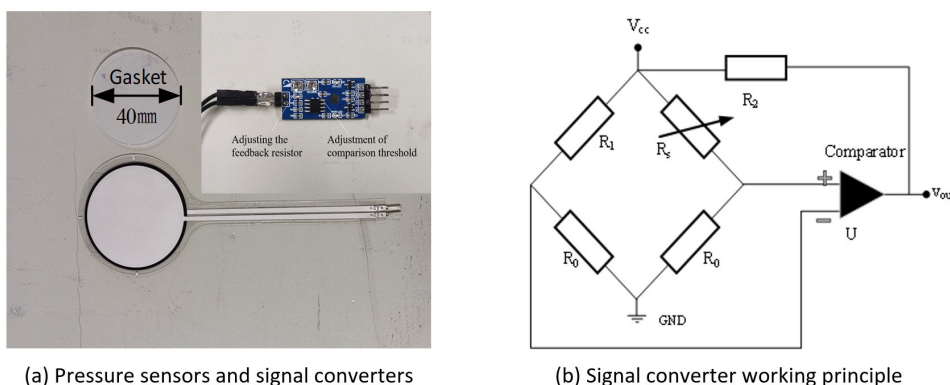 Gasket
40mm
Adjusting the
feedback resistor
Adjustment of
comparison threshold
(a) Pressure sensors and signal converters
Vcc
R1
Rs
R2
Comparator
+
−
U
Vou
R0
R0
GND
(b) Signal converter working principle